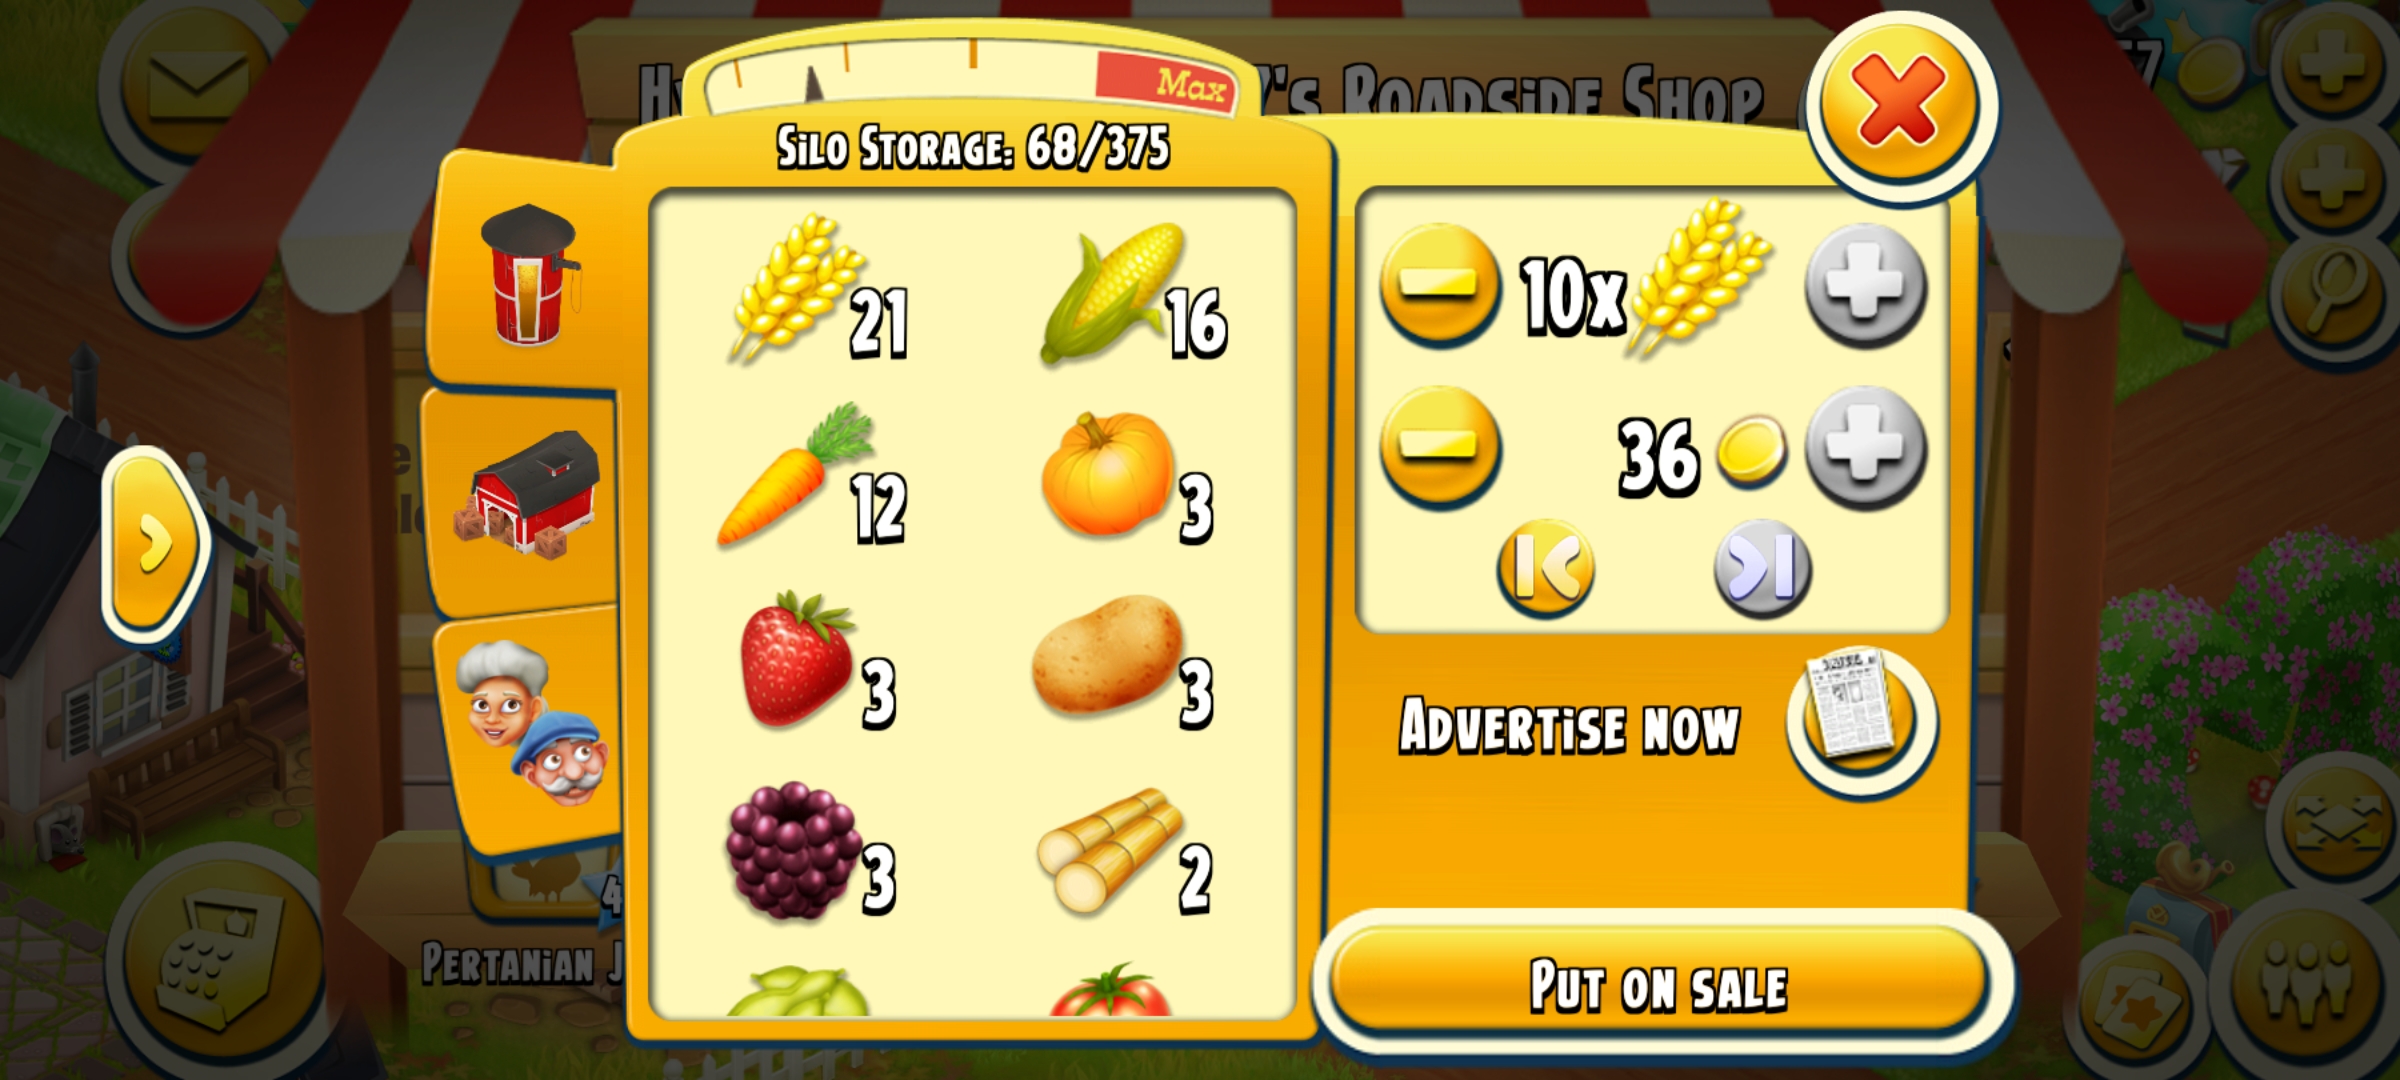 Max
'S ROADSIDE SHOP
SILO STORAGE: 68/375
21
16
10x
36
12
3
3
3
3
2
ADVERTISE NOW
PUT ON SALE
PERTANIAN